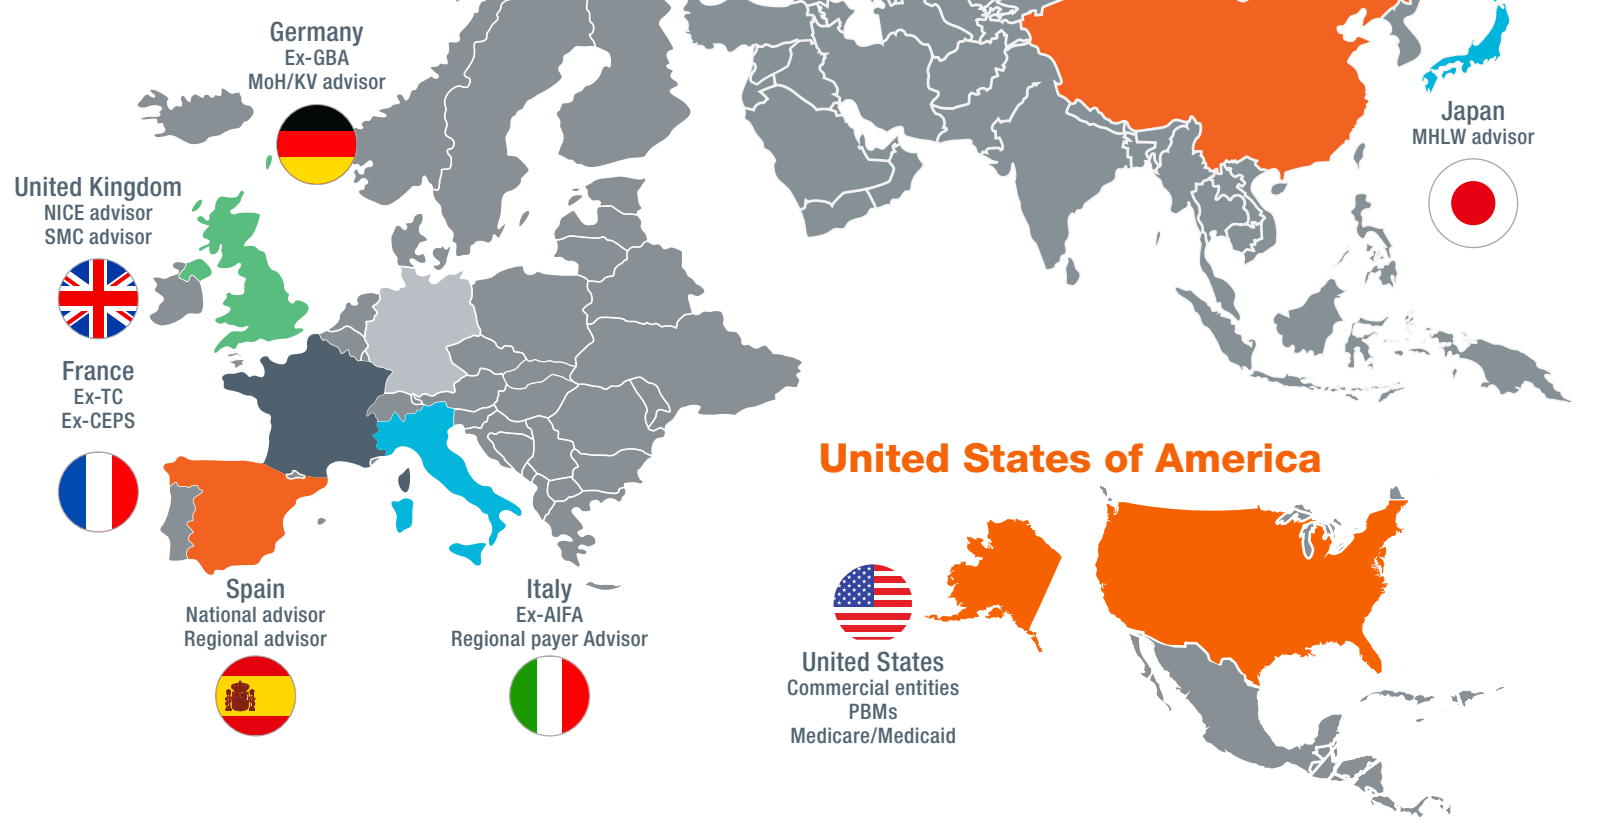 Germany
Ex-GBA
MoH/KV advisor
United Kingdom
NICE advisor
SMC advisor
France
Ex-TC
Ex-CEPS
Spain
National advisor
Regional advisor
Italy
Ex-AIFA
Regional payer Advisor
Japan
MHLW advisor
United States of America
United States
Commercial entities
PBMs
Medicare/Medicaid